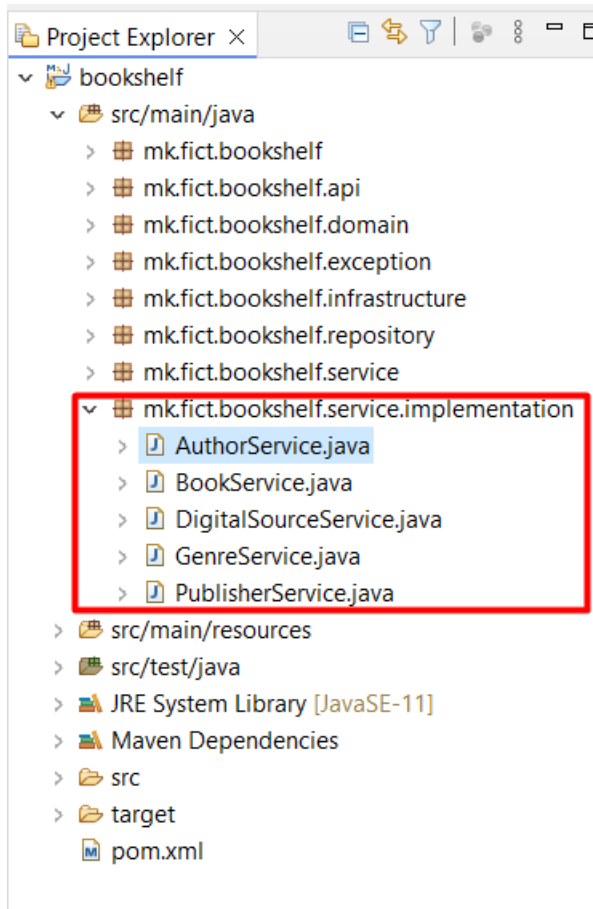 Project Explorer
bookshelf
src/main/java
mk.fict.bookshelf
mk.fict.bookshelf.api
mk.fict.bookshelf.domain
mk.fict.bookshelf.exception
mk.fict.bookshelf.infrastructure
mk.fict.bookshelf.repository
mk.fict.bookshelf.service
mk.fict.bookshelf.service.implementation
AuthorService.java
BookService.java
DigitalSourceService.java
GenreService.java
PublisherService.java
src/main/resources
src/test/java
JRE System Library [JavaSE-11]
Maven Dependencies
src
target
pom.xml